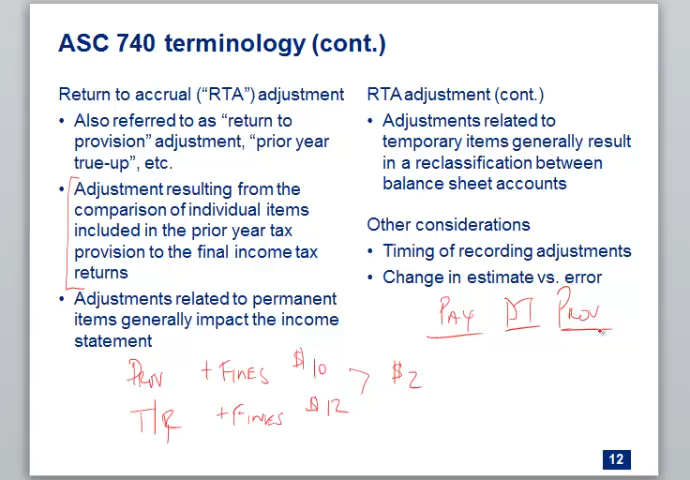 ASC 740 terminology (cont.)
Return to accrual ("RTA") adjustment
• Also referred to as "return to
provision" adjustment, "prior year
true-up", etc.
• Adjustment resulting from the
comparison of individual items
included in the prior year tax
provision to the final income tax
returns
• Adjustments related to permanent
items generally impact the income
statement
RTA adjustment (cont.)
• Adjustments related to
temporary items generally result
in a reclassification between
balance sheet accounts
Other considerations
• Timing of recording adjustments
• Change in estimate vs. error
PAY DT PROV
PROV + FINES $10 > $2
T/R + FINES $12
12